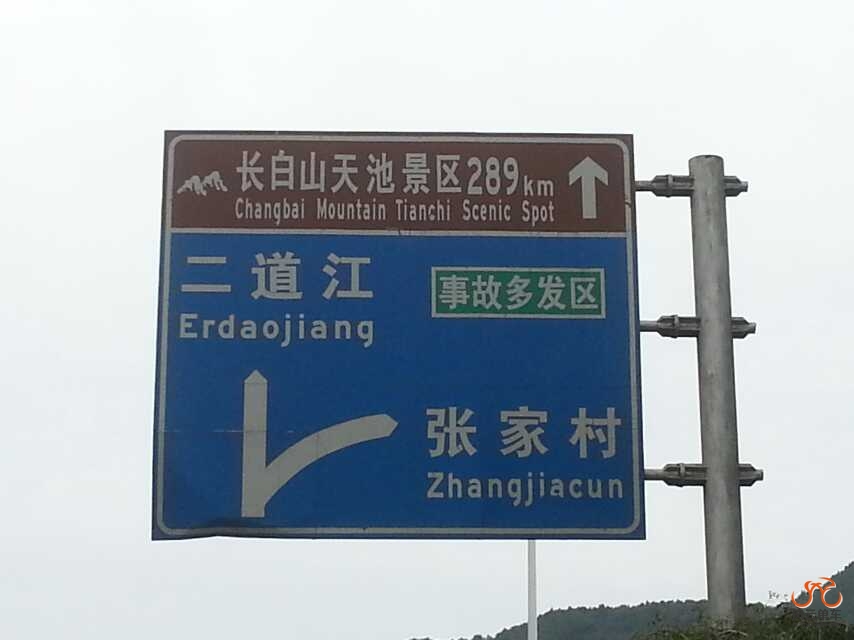 长白山天池景区289km
Changbai Mountain Tianchi Scenic Spot
二道江
Erdaojiang
事故多发区
张家村
Zhangjiacun